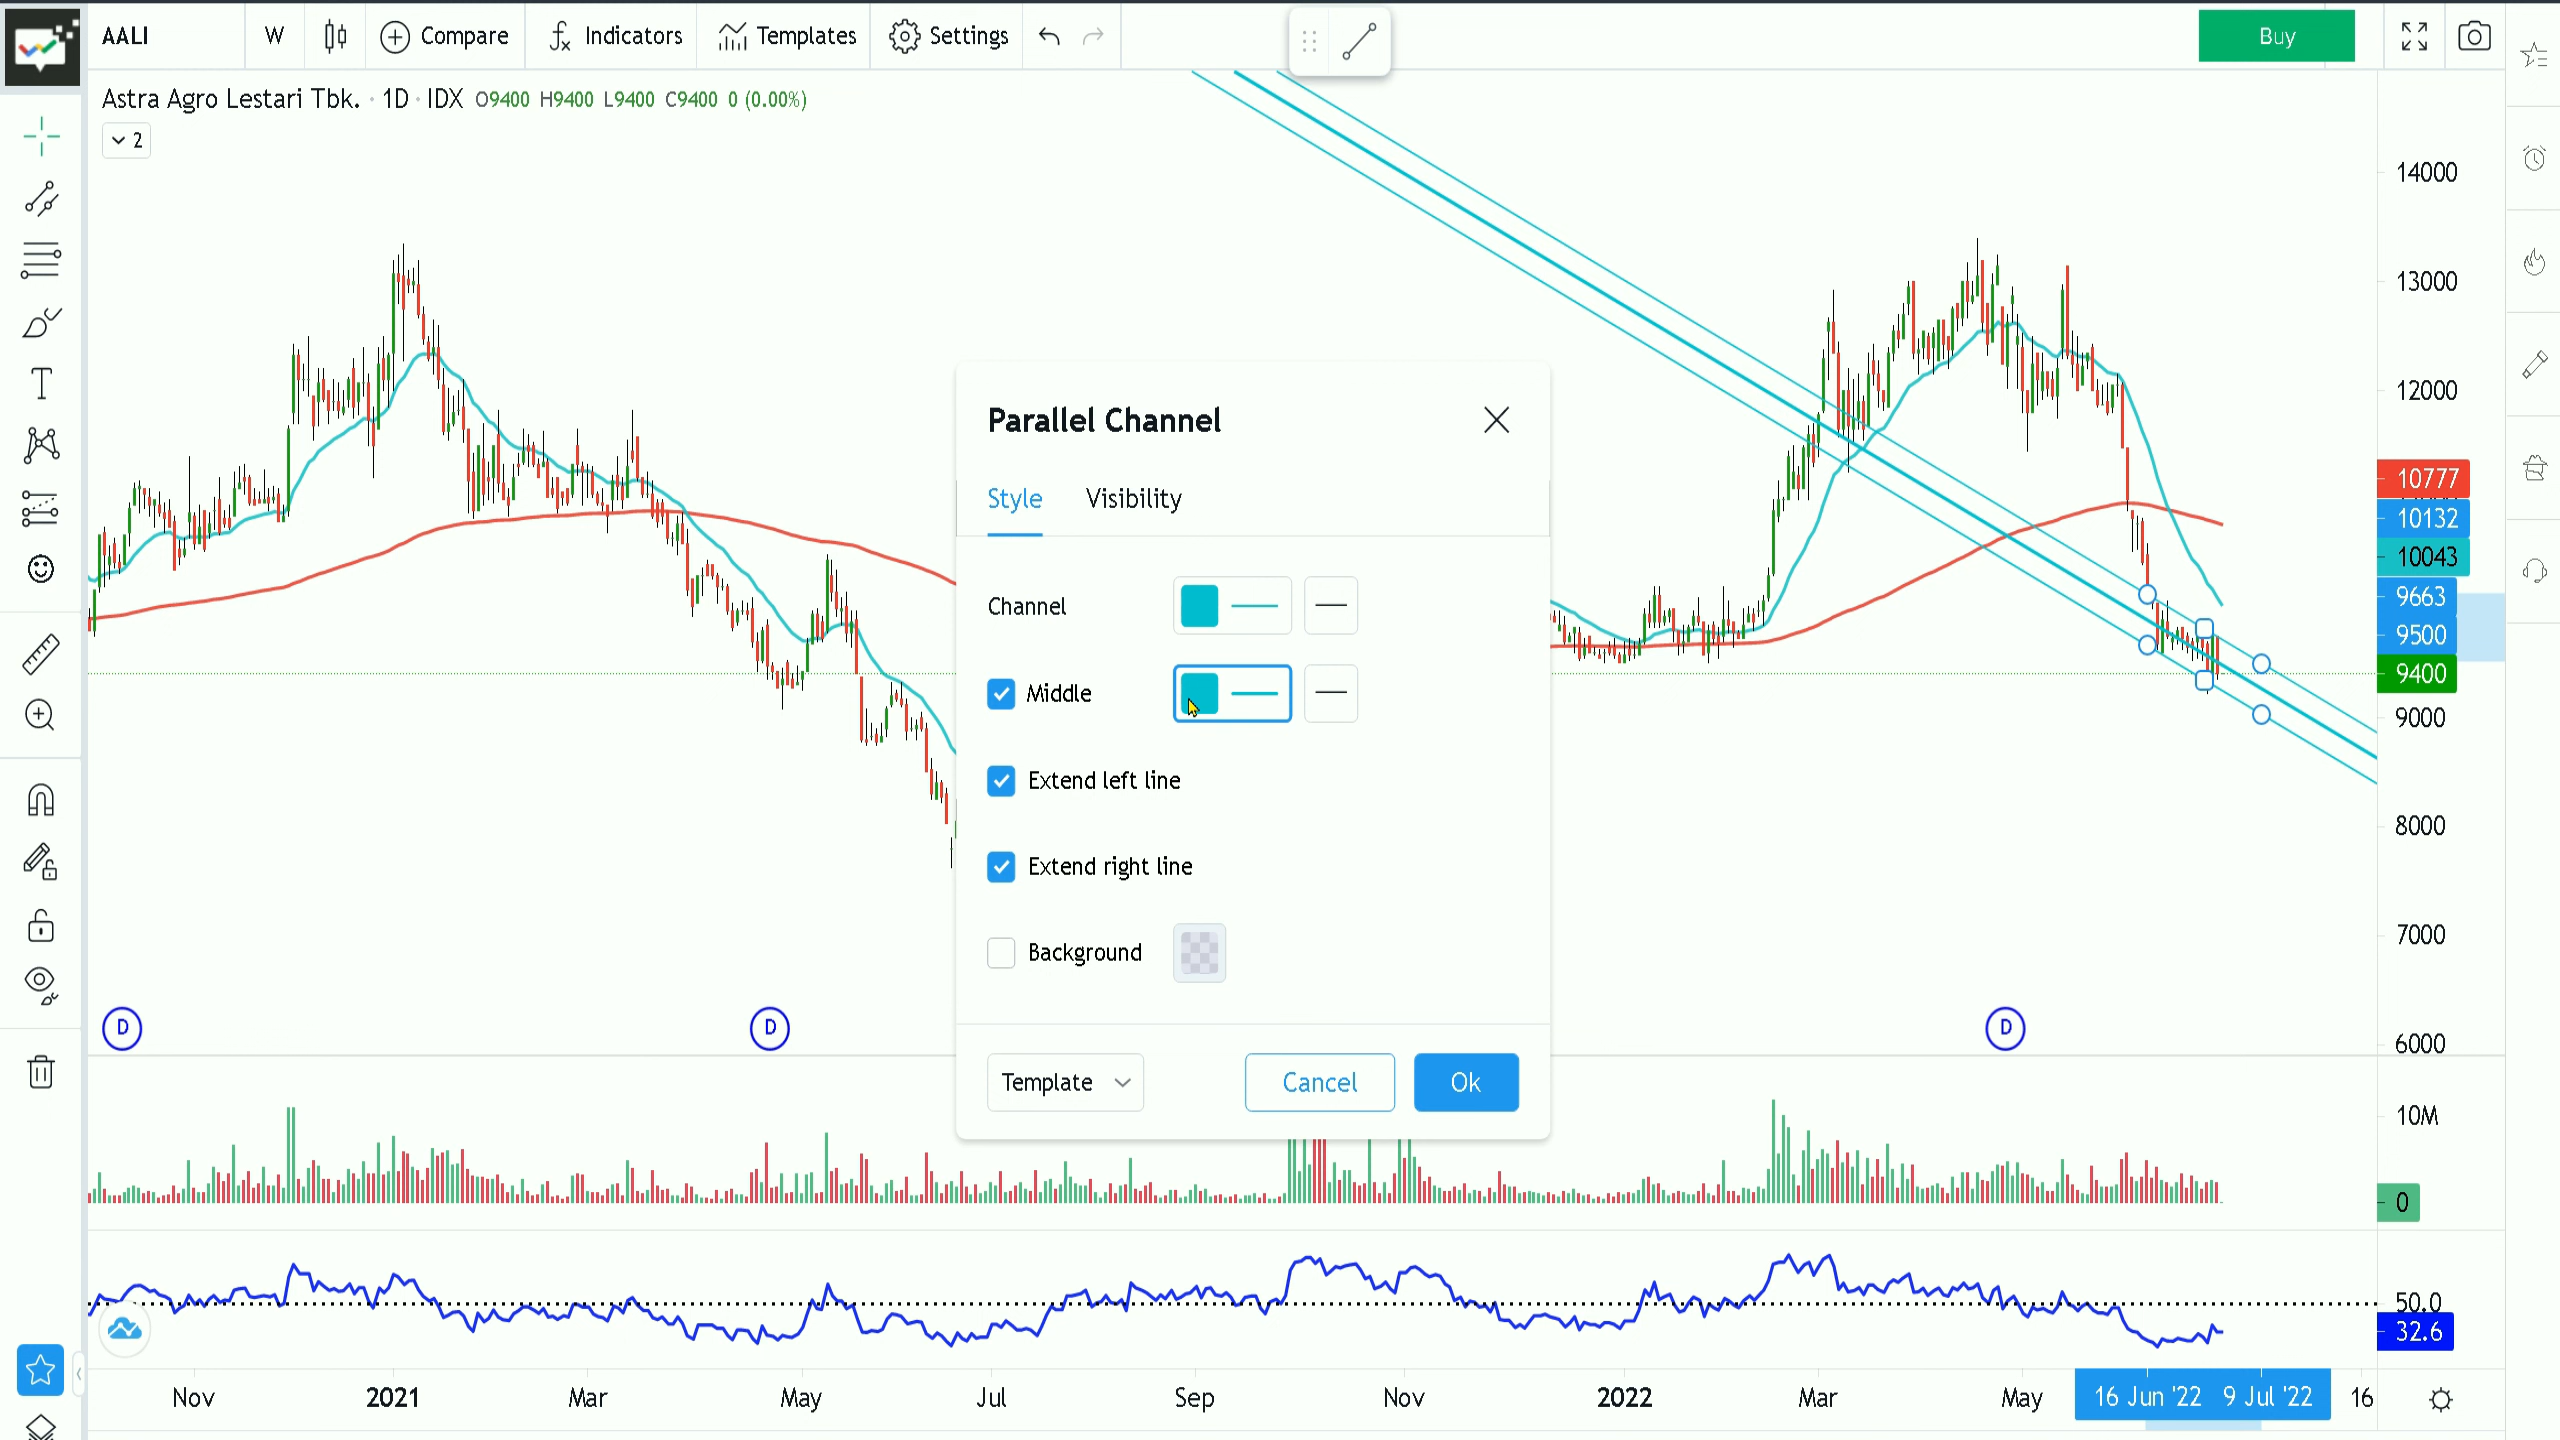 AALI
W
Compare
Indicators
Templates
Settings
Buy
Astra Agro Lestari Tbk. · 1D · IDX O9400 H9400 L9400 C9400 0 (0.00%)
2
14000
13000
12000
10777
10132
10043
9663
9500
9400
9000
8000
7000
6000
Parallel Channel
Style
Visibility
Channel
Middle
Extend left line
Extend right line
Background
Template
Cancel
Ok
D
D
D
10M
0
50.0
32.6
Nov
2021
Mar
May
Jul
Sep
Nov
2022
Mar
May
16 Jun '22
9 Jul '22
16